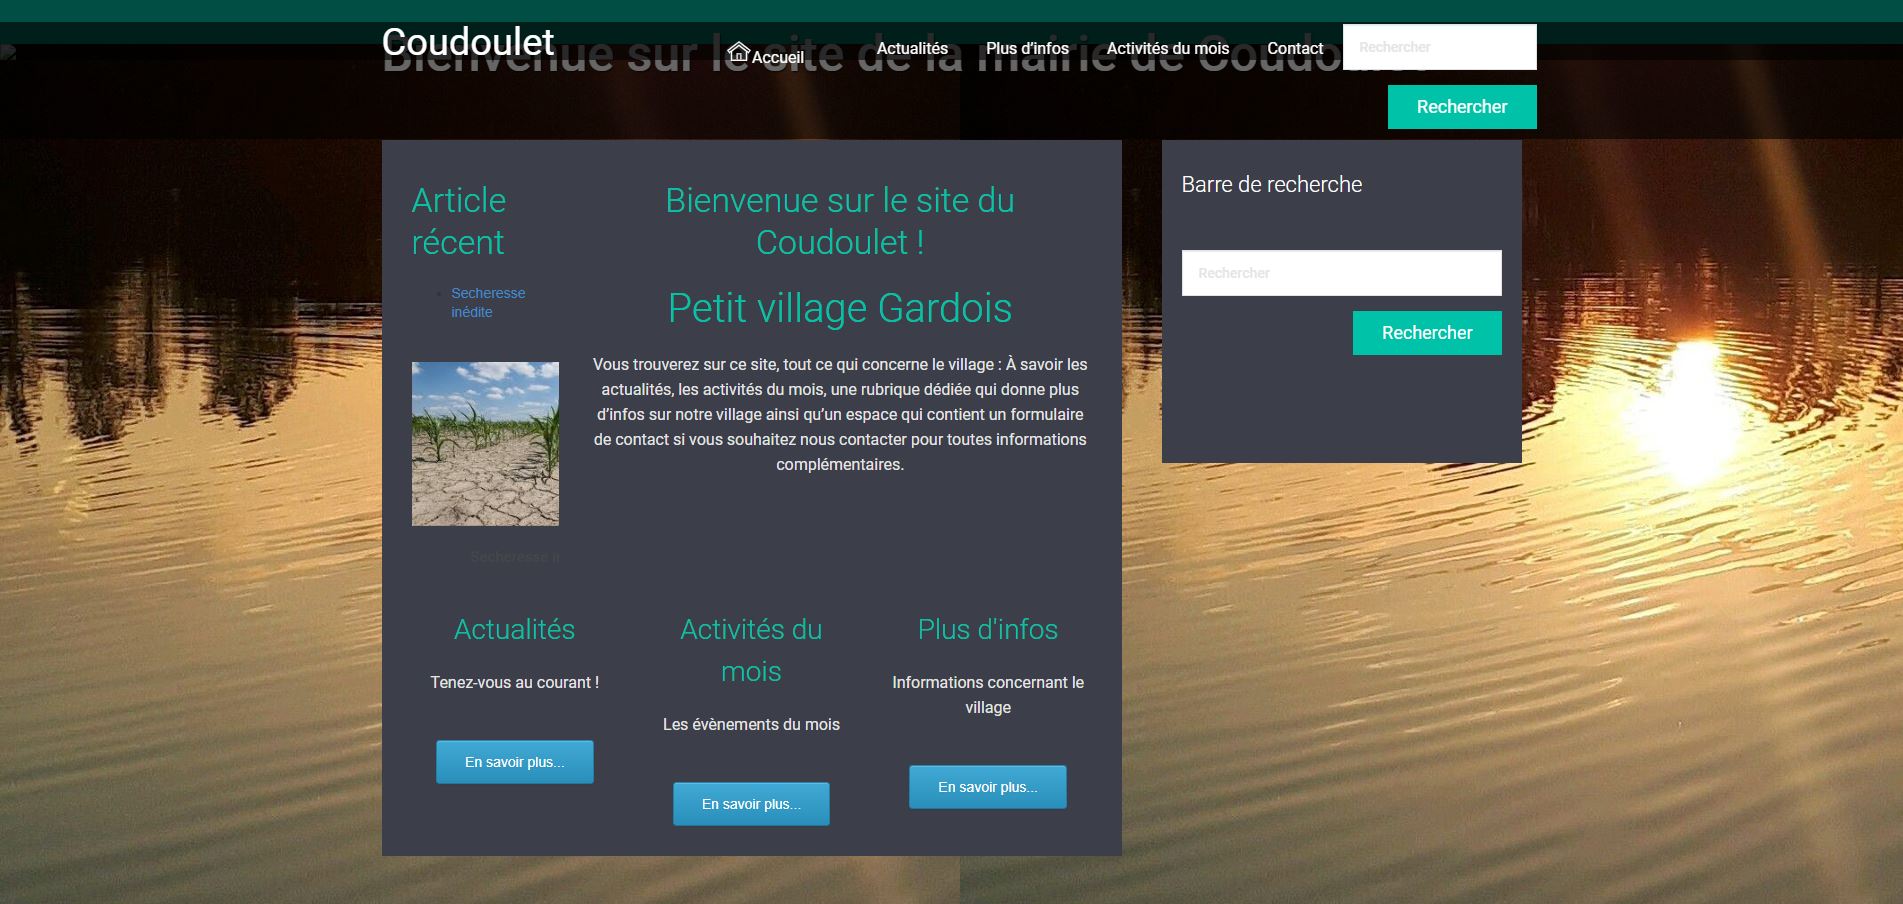 Coudoulet
Accueil
Actualités
Plus d'infos
Activités du mois
Contact
Rechercher
Bienvenue sur le site de la mairie de
Rechercher
Article
récent
Secheresse
inédite
Secheresse
Bienvenue sur le site du
Coudoulet !
Petit village Gardois
Vous trouverez sur ce site, tout ce qui concerne le village : À savoir les
actualités, les activités du mois, une rubrique dédiée qui donne plus
d'infos sur notre village ainsi qu'un espace qui contient un formulaire
de contact si vous souhaitez nous contacter pour toutes informations
complémentaires.
Actualités
Tenez-vous au courant !
En savoir plus...
Activités du
mois
Les évènements du mois
En savoir plus...
Plus d'infos
Informations concernant le
village
En savoir plus...
Barre de recherche
Rechercher
Rechercher